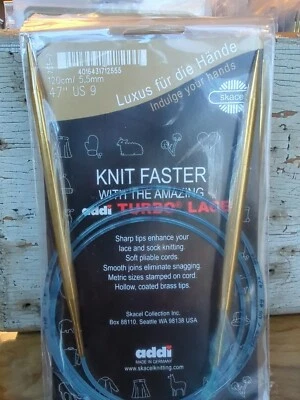 4016431712555
120cm/ 5.5mm
47" US 9
Luxus für die Hände
Indulge your hands
skacel
KNIT FASTER
WITH THE AMAZING
addi TURBO® LACE
Sharp tips enhance your
lace and sock knitting.
Soft pliable cords.
Smooth joins eliminate snagging.
Metric sizes stamped on cord.
Hollow, coated brass tips.
Skacel Collection Inc.
Box 88110, Seattle WA 98138 USA
addi
MADE IN GERMANY
www.skacelknitting.com